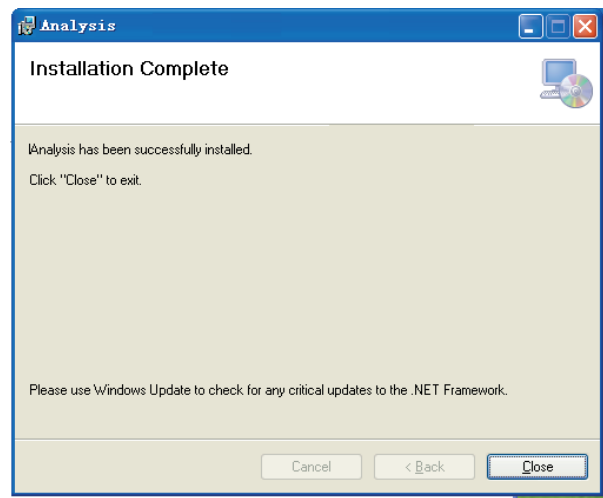 Analysis
Installation Complete
Analysis has been successfully installed.
Click "Close" to exit.
Please use Windows Update to check for any critical updates to the .NET Framework.
Cancel
< Back
Close